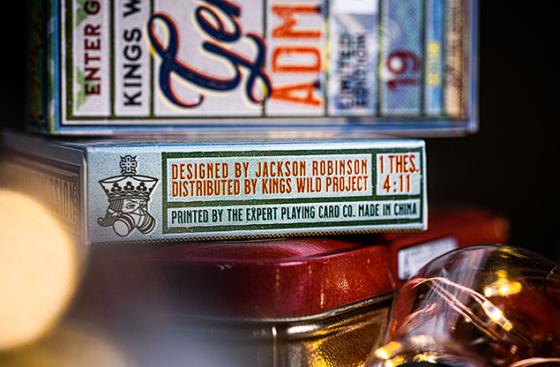 ENTER G
KINGS W
Gen
ADM
LIMITED
EDITION
19
DESIGNED BY JACKSON ROBINSON
DISTRIBUTED BY KINGS WILD PROJECT
1 THES.
4:11
PRINTED BY THE EXPERT PLAYING CARD CO. MADE IN CHINA